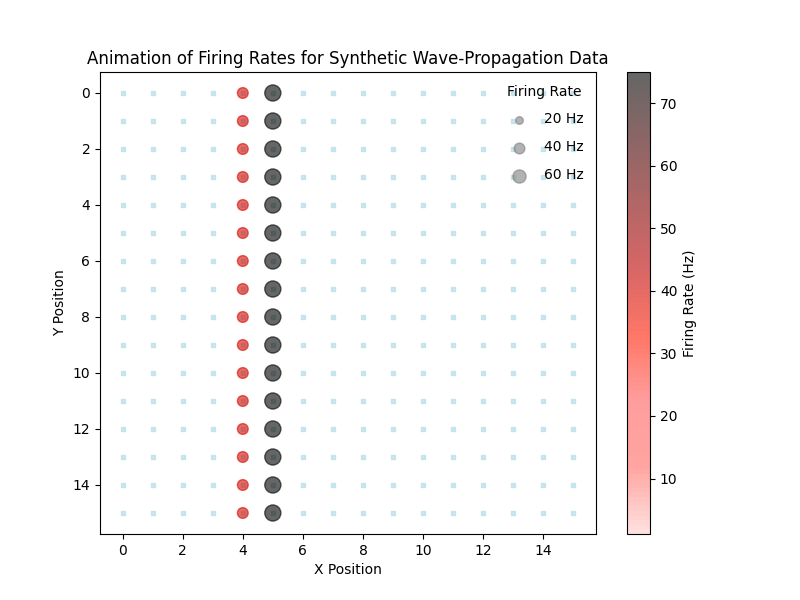 Animation of Firing Rates for Synthetic Wave-Propagation Data
Firing Rate
20 Hz
40 Hz
60 Hz
0
2
4
6
8
10
12
14
Y Position
0 2 4 6 8 10 12 14
X Position
70
60
50
40
30
20
10
Firing Rate (Hz)